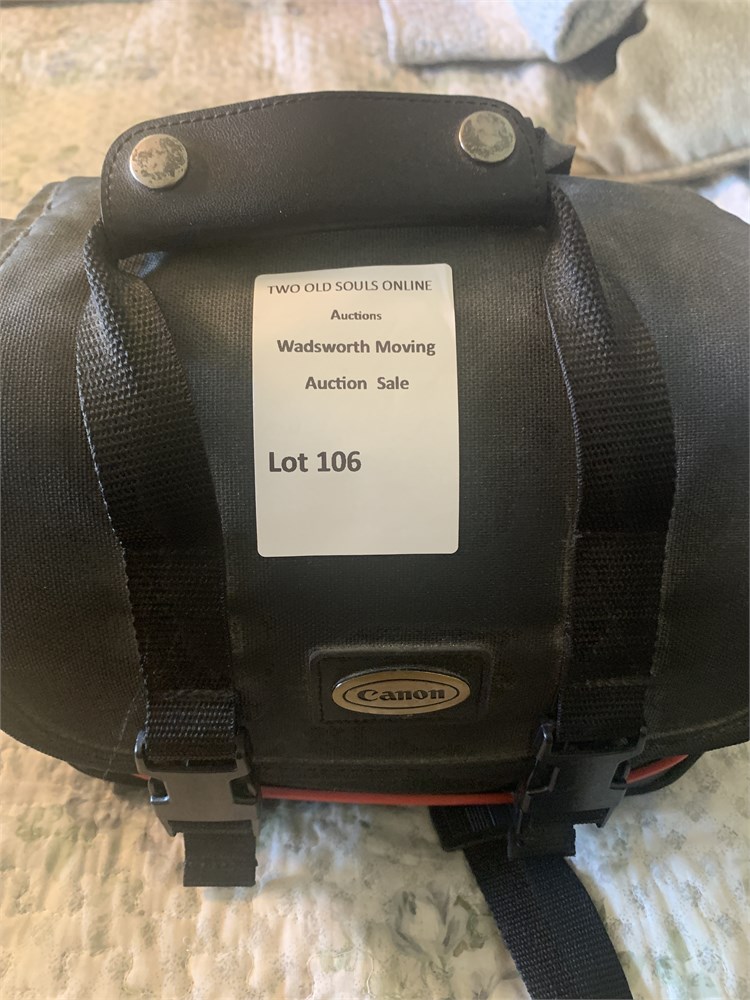 TWO OLD SOULS ONLINE
Auctions
Wadsworth Moving
Auction Sale
Lot 106
Canon